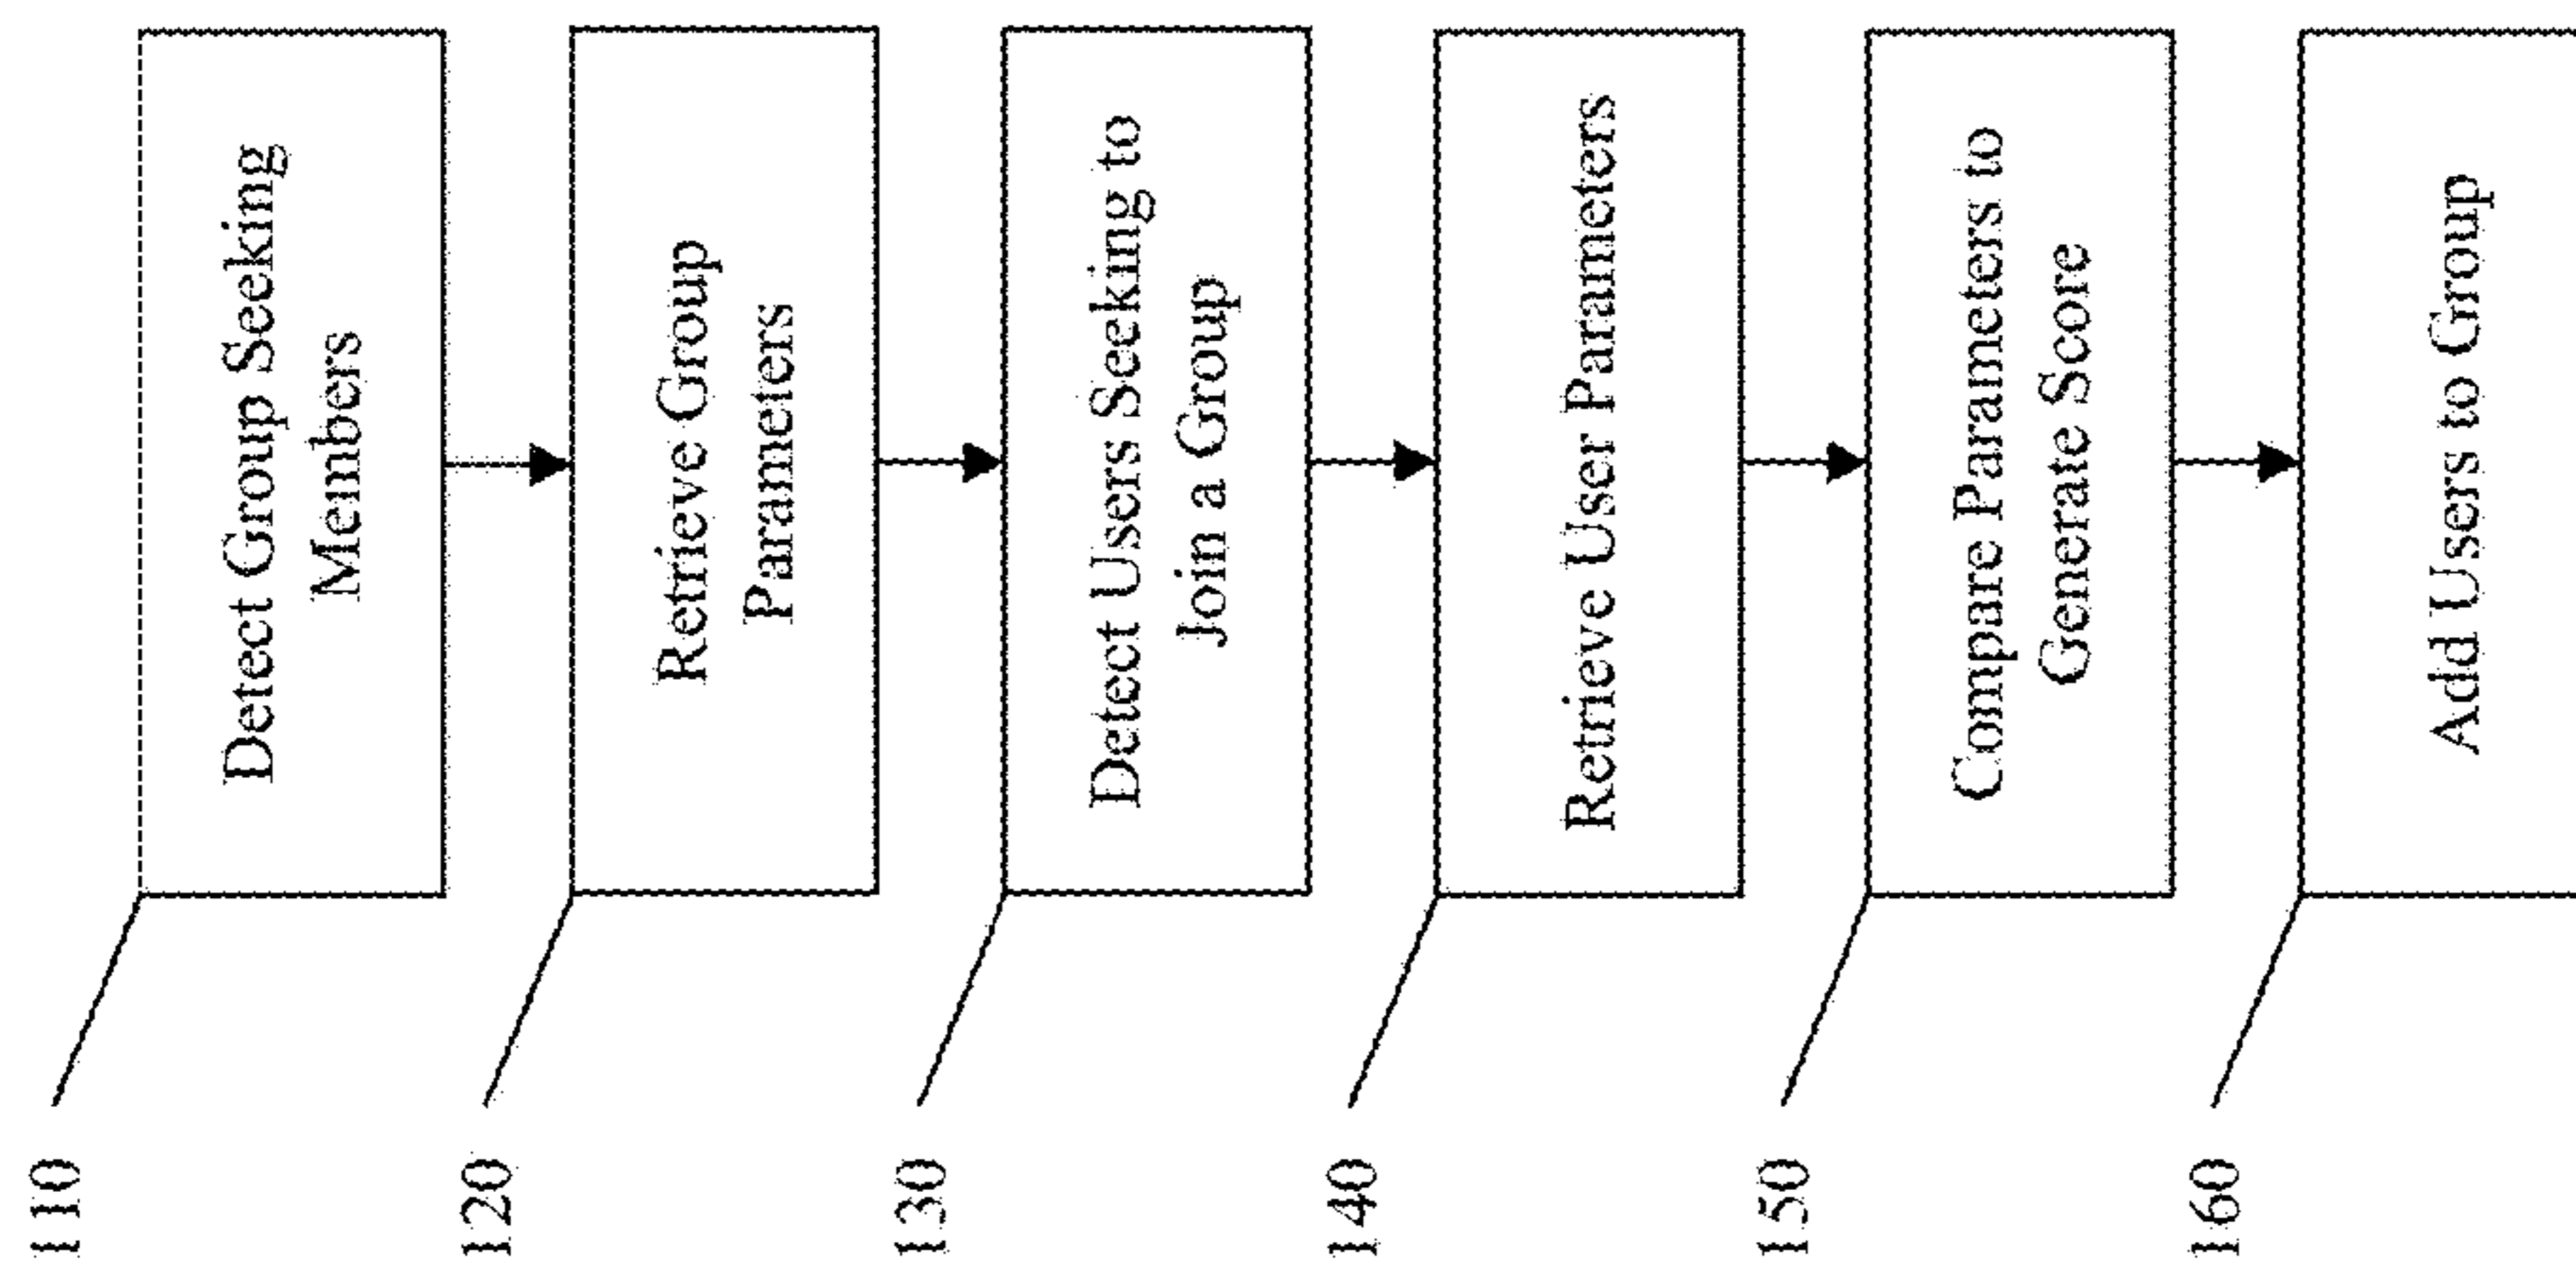 110
Detect Group Seeking
Members
120
Retrieve Group
Parameters
130
Detect Users Seeking to
Join a Group
140
Retrieve User Parameters
150
Compare Parameters to
Generate Score
160
Add Users to Group